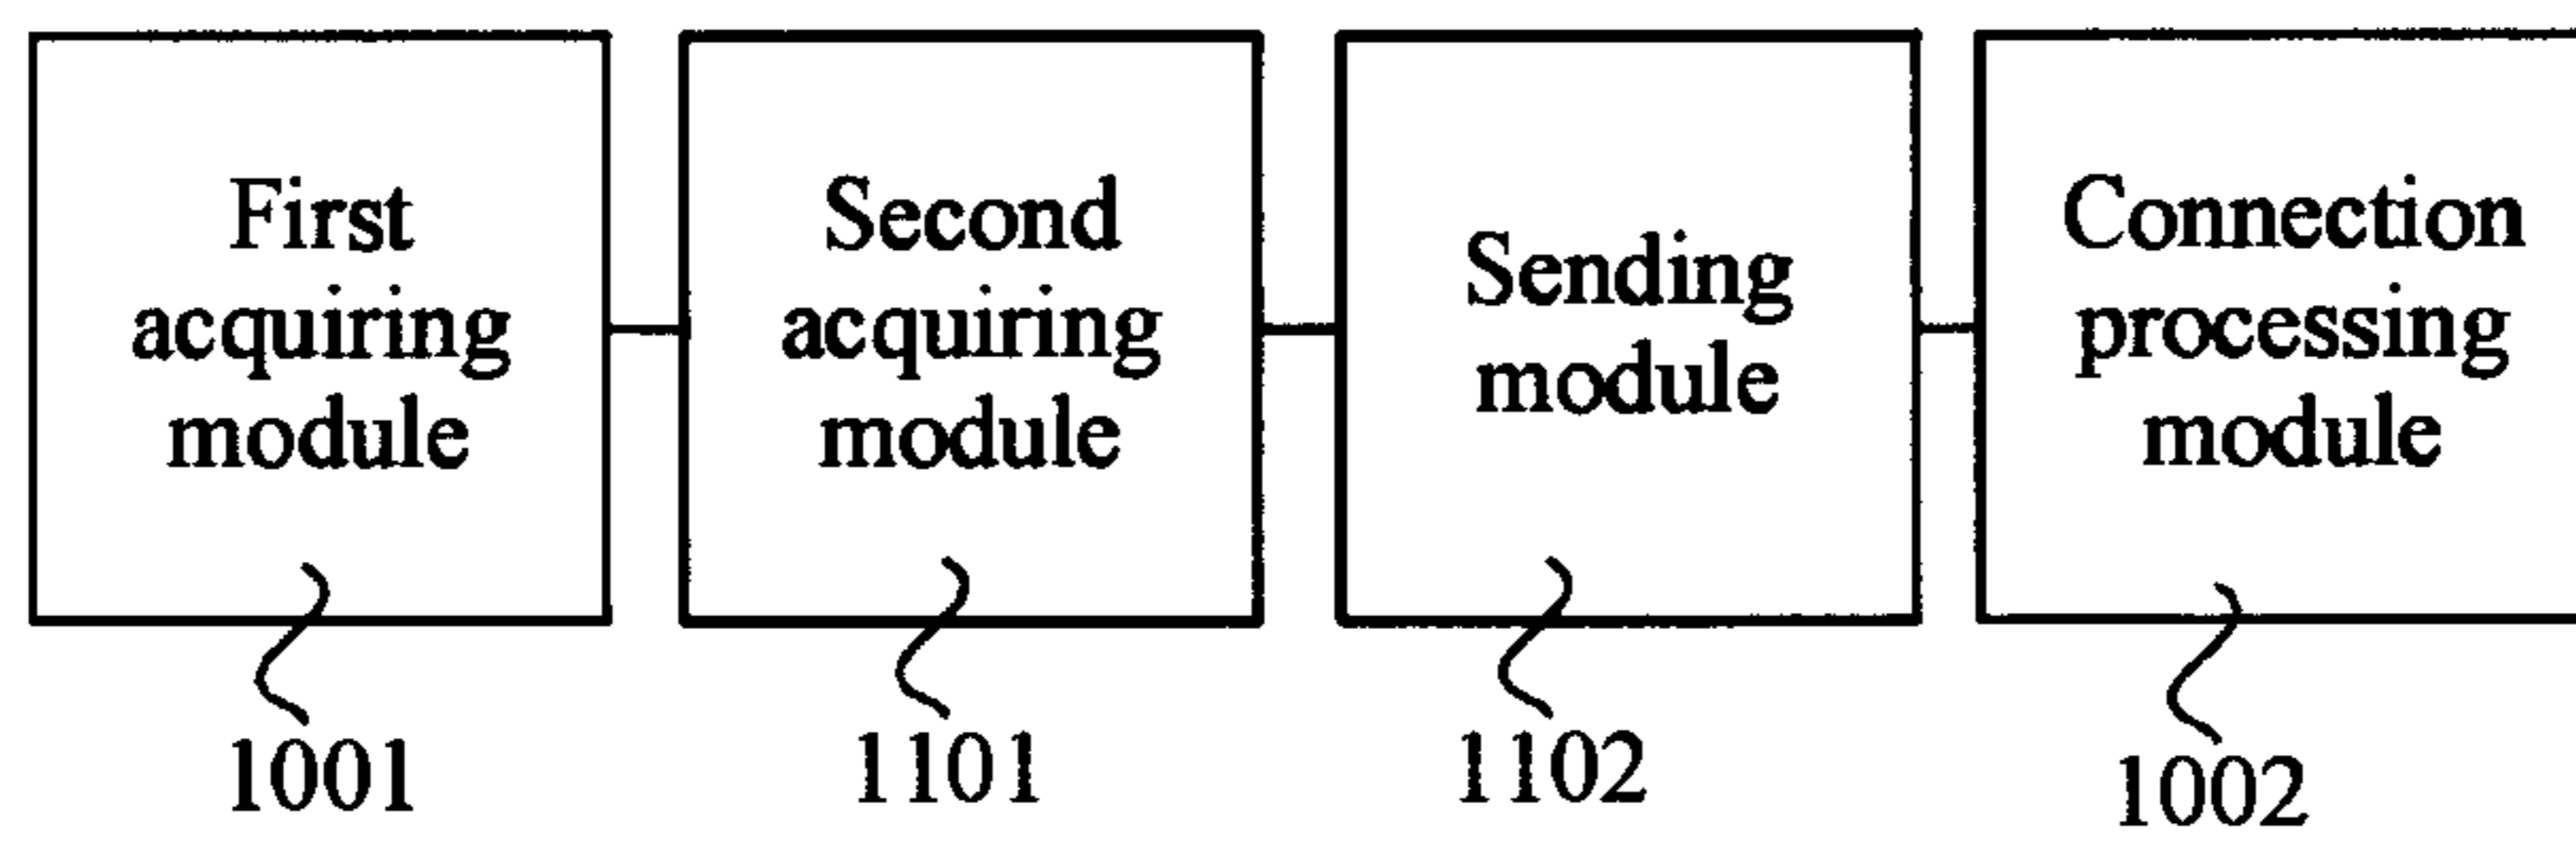 First
acquiring
module
Second
acquiring
module
Sending
module
Connection
processing
module
1001
1101
1102
1002